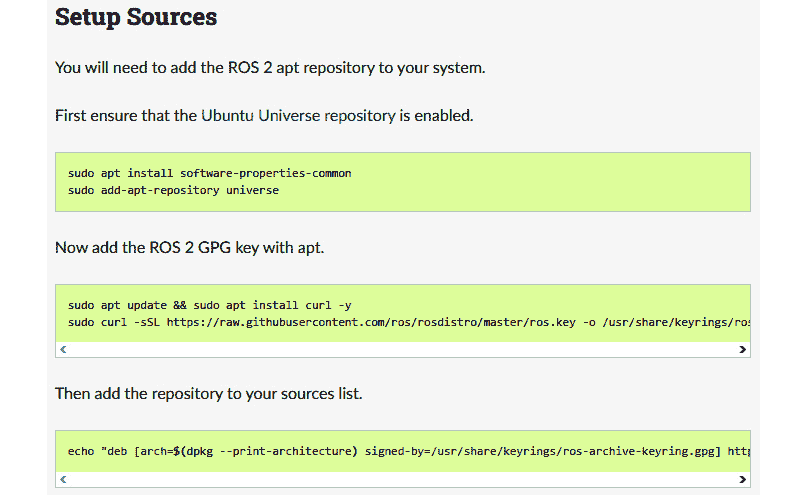 Setup Sources
You will need to add the ROS 2 apt repository to your system.
First ensure that the Ubuntu Universe repository is enabled.
sudo apt install software-properties-common
sudo add-apt-repository universe
Now add the ROS 2 GPG key with apt.
sudo apt update && sudo apt install curl -y
sudo curl -sSL https://raw.githubusercontent.com/ros/rosdistro/master/ros.key -o /usr/share/keyrings/ros
Then add the repository to your sources list.
echo "deb [arch=$(dpkg --print-architecture) signed-by=/usr/share/keyrings/ros-archive-keyring.gpg] http